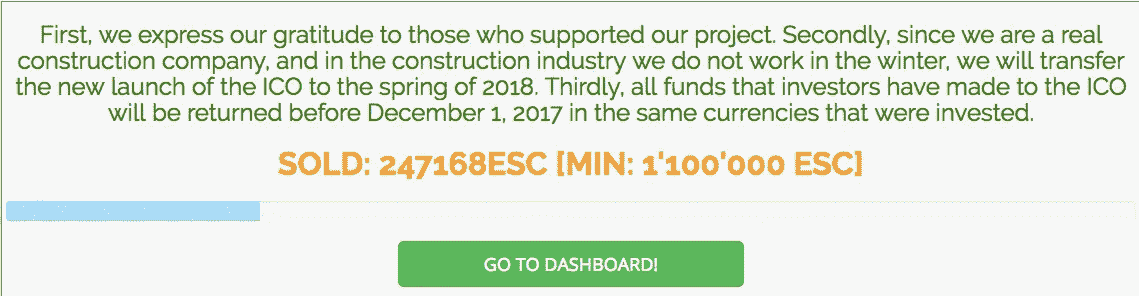 First, we express our gratitude to those who supported our project. Secondly, since we are a real
construction company, and in the construction industry we do not work in the winter, we will transfer
the new launch of the ICO to the spring of 2018. Thirdly, all funds that investors have made to the ICO
will be returned before December 1, 2017 in the same currencies that were invested.
SOLD: 247168ESC [MIN: 1'100'000 ESC]
GO TO DASHBOARD!